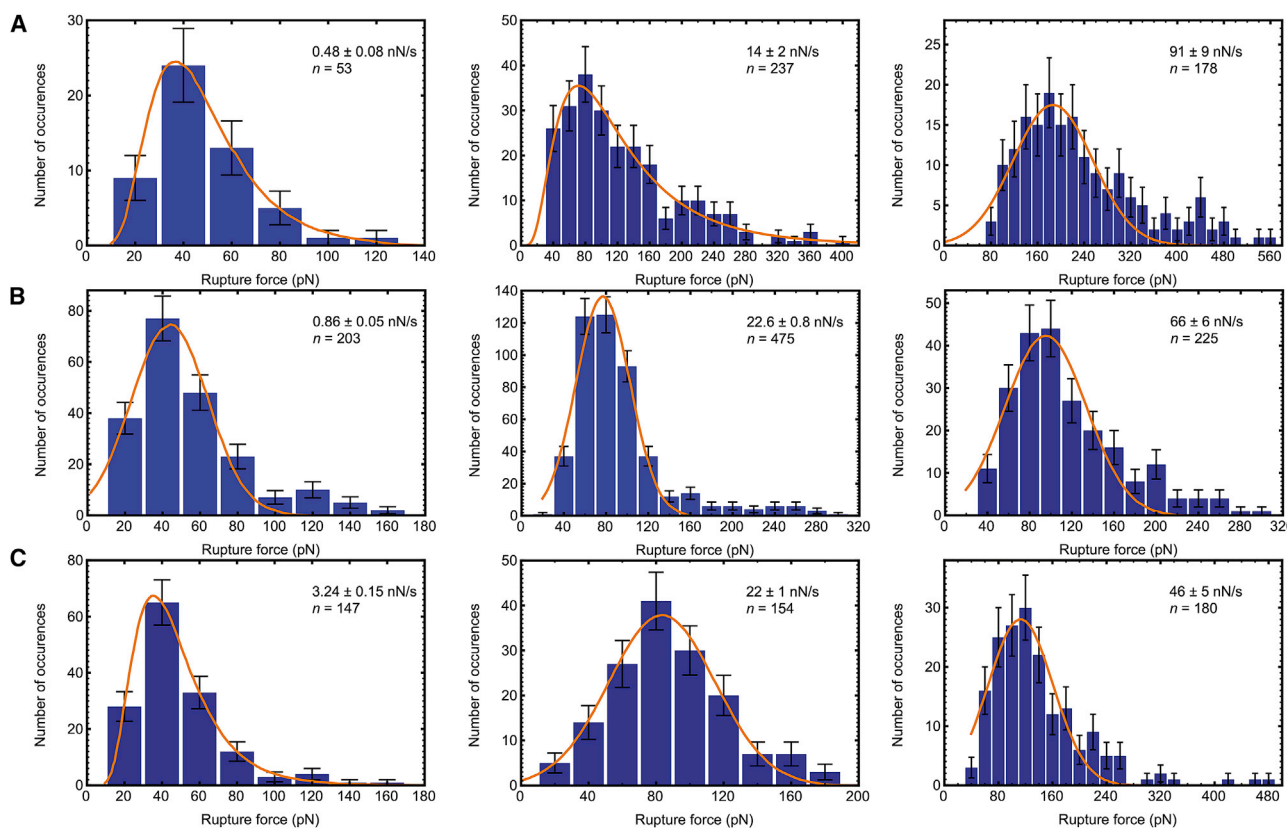 A
30
20
10
0
Number of occurences
0.48 ± 0.08 nN/s
n = 53
0 20 40 60 80 100 120 140
Rupture force (pN)
50
40
30
20
10
0
Number of occurences
14 ± 2 nN/s
n = 237
0 40 80 120 160 200 240 280 320 360 400
Rupture force (pN)
25
20
15
10
5
0
Number of occurences
91 ± 9 nN/s
n = 178
0 80 160 240 320 400 480 560
Rupture force (pN)
B
80
60
40
20
0
Number of occurences
0.86 ± 0.05 nN/s
n = 203
0 20 40 60 80 100 120 140 160 180
Rupture force (pN)
140
120
100
80
60
40
20
0
Number of occurences
22.6 ± 0.8 nN/s
n = 475
0 40 80 120 160 200 240 280 320
Rupture force (pN)
50
40
30
20
10
0
Number of occurences
66 ± 6 nN/s
n = 225
0 40 80 120 160 200 240 280 320
Rupture force (pN)
C
80
60
40
20
0
Number of occurences
3.24 ± 0.15 nN/s
n = 147
0 20 40 60 80 100 120 140 160 180
Rupture force (pN)
50
40
30
20
10
0
Number of occurences
22 ± 1 nN/s
n = 154
0 40 80 120 160 200
Rupture force (pN)
30
20
10
0
Number of occurences
46 ± 5 nN/s
n = 180
0 80 160 240 320 400 480
Rupture force (pN)